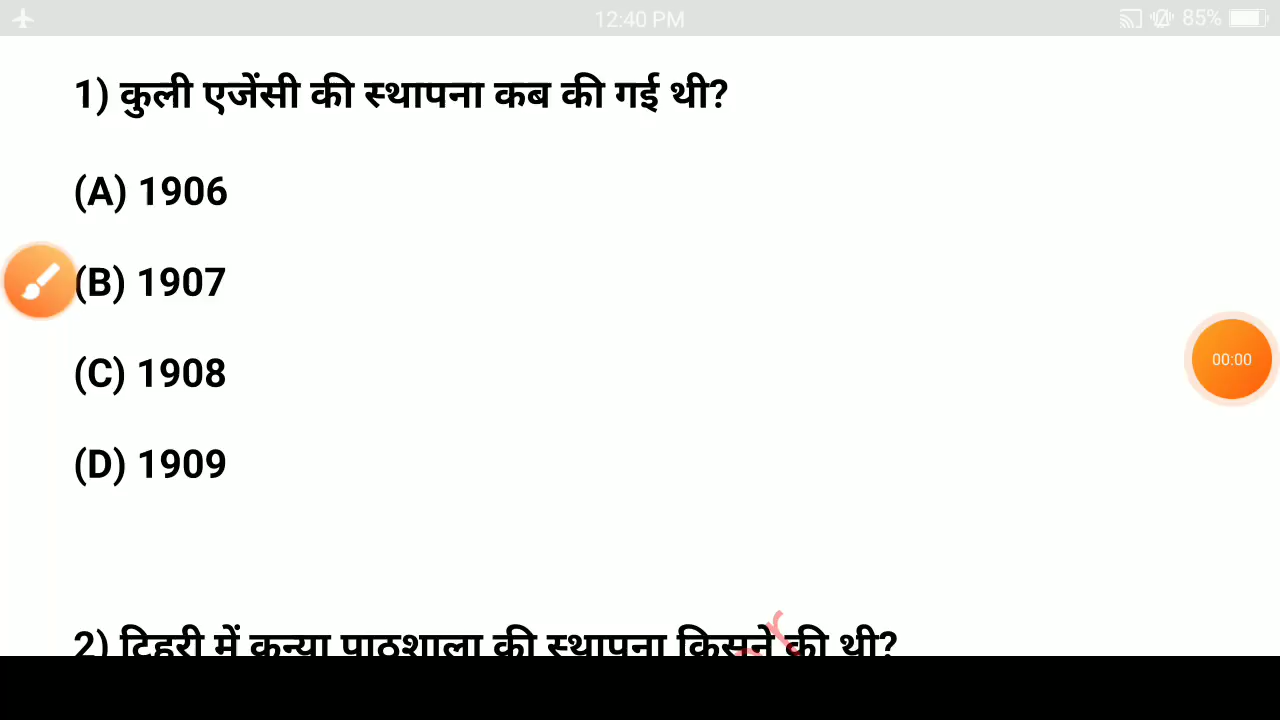 12:40 PM
85%
1) कुली एजेंसी की स्थापना कब की गई थी?
(A) 1906
(B) 1907
(C) 1908
00:00
(D) 1909
2) टिहरी में कन्या पाठशाला की स्थापना किसने की थी?